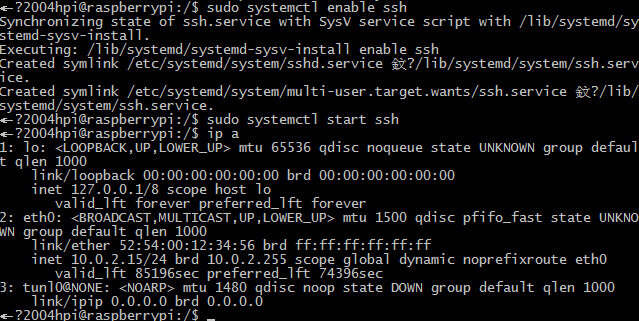 ←?2004hpi@raspberrypi:/$ sudo systemctl enable ssh
Synchronizing state of ssh.service with SysV service script with /lib/systemd/sy
stemd-sysv-install.
Executing: /lib/systemd/systemd-sysv-install enable ssh
Created symlink /etc/systemd/system/sshd.service 鈫?/lib/systemd/system/ssh.serv
ice.
Created symlink /etc/systemd/system/multi-user.target.wants/ssh.service 鈫?/lib/
systemd/system/ssh.service.
←?2004hpi@raspberrypi:/$ sudo systemctl start ssh
←?2004hpi@raspberrypi:/$ ip a
1: lo: <LOOPBACK,UP,LOWER_UP> mtu 65536 qdisc noqueue state UNKNOWN group defaul
t qlen 1000
    link/loopback 00:00:00:00:00:00 brd 00:00:00:00:00:00
    inet 127.0.0.1/8 scope host lo
       valid_lft forever preferred_lft forever
2: eth0: <BROADCAST,MULTICAST,UP,LOWER_UP> mtu 1500 qdisc pfifo_fast state UNKNO
WN group default qlen 1000
    link/ether 52:54:00:12:34:56 brd ff:ff:ff:ff:ff:ff
    inet 10.0.2.15/24 brd 10.0.2.255 scope global dynamic noprefixroute eth0
       valid_lft 85196sec preferred_lft 74396sec
3: tunl0@NONE: <NOARP> mtu 1480 qdisc noop state DOWN group default qlen 1000
    link/ipip 0.0.0.0 brd 0.0.0.0
←?2004hpi@raspberrypi:/$